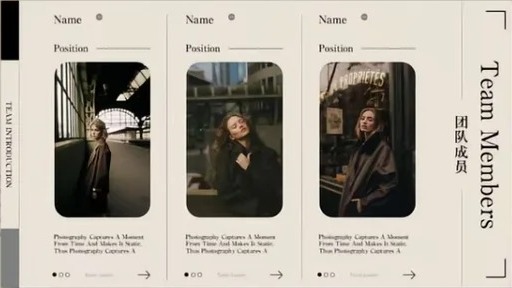 TEAM INTRODUCTION
Name
Position
Photography Captures A Moment
From Time And Makes It Static,
Thus Photography Captures A
Name
Position
PROPRIETES
Photography Captures A Moment
From Time And Makes It Static,
Thus Photography Captures A
Name
Position
Photography Captures A Moment
From Time And Makes It Static,
Thus Photography Captures A
Team Members
团队成员